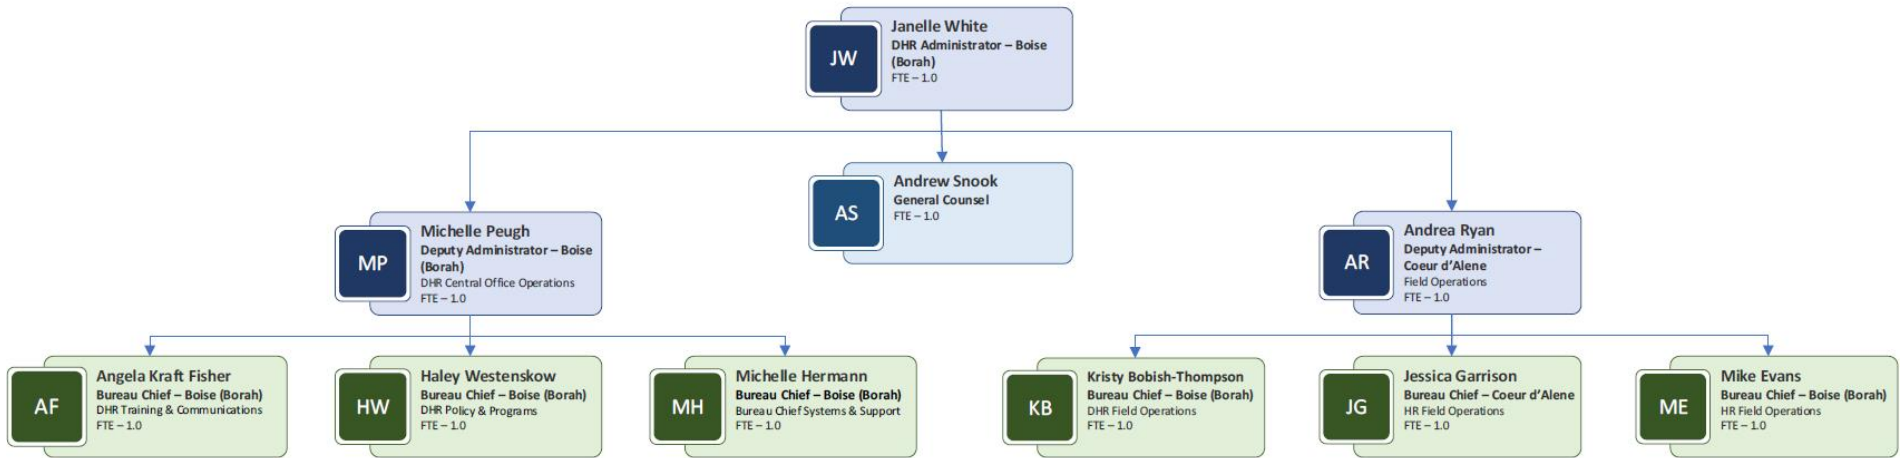 JW
Janelle White
DHR Administrator – Boise
(Borah)
FTE – 1.0
AS
Andrew Snook
General Counsel
FTE – 1.0
MP
Michelle Peugh
Deputy Administrator – Boise
(Borah)
DHR Central Office Operations
FTE – 1.0
AR
Andrea Ryan
Deputy Administrator –
Coeur d’Alene
Field Operations
FTE – 1.0
AF
Angela Kraft Fisher
Bureau Chief – Boise (Borah)
DHR Training & Communications
FTE – 1.0
HW
Haley Westenskow
Bureau Chief – Boise (Borah)
DHR Policy & Programs
FTE – 1.0
MH
Michelle Hermann
Bureau Chief – Boise (Borah)
Bureau Chief Systems & Support
FTE – 1.0
KB
Kristy Bobish-Thompson
Bureau Chief – Boise (Borah)
DHR Field Operations
FTE – 1.0
JG
Jessica Garrison
Bureau Chief – Coeur d’Alene
HR Field Operations
FTE – 1.0
ME
Mike Evans
Bureau Chief – Boise (Borah)
HR Field Operations
FTE – 1.0